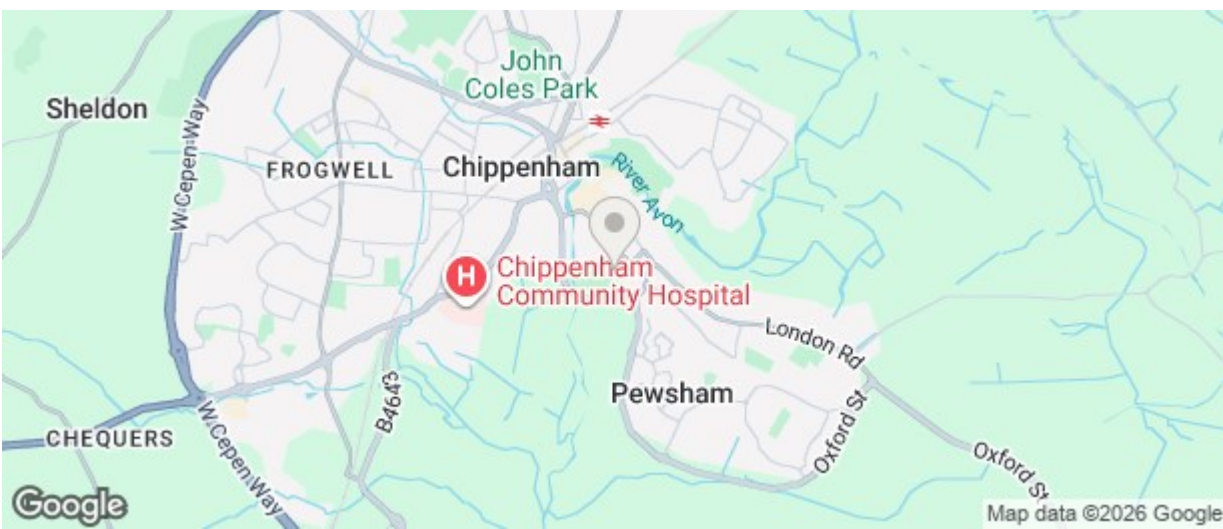 John
Coles Park
Sheldon
W Cepen Way
FROGWELL
Chippenham
River Avon
H
Chippenham
Community Hospital
London Rd
B4643
Pewsham
Oxford St
CHEQUERS
W Cepen Way
Oxford St
Google
Map data ©2026 Google